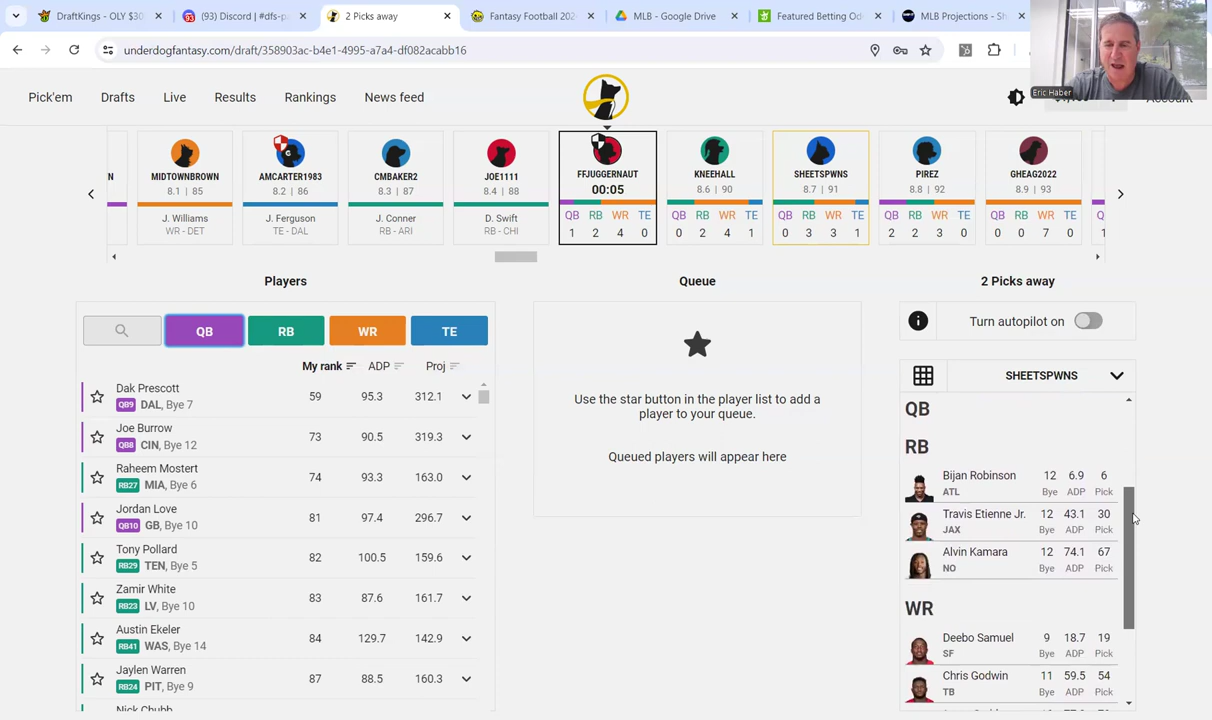 DraftKings - OLY $30
(93) Discord | #dfs-p
2 Picks away
Fantasy Football 202
MLB - Google Drive
Featured Betting Od
MLB Projections - Sh
underdogfantasy.com/draft/358903ac-b4e1-4995-a7a4-df082acabb16
Eric Haber
Pick'em
Drafts
Live
Results
Rankings
News feed
Account
N
MIDTOWNBROWN
8.1 | 85
J. Williams
WR - DET
AMCARTER1983
8.2 | 86
J. Ferguson
TE - DAL
CMBAKER2
8.3 | 87
J. Conner
RB - ARI
JOE1111
8.4 | 88
D. Swift
RB - CHI
FFJUGGERNAUT
00:05
QB RB WR TE
1 2 4 0
KNEEHALL
8.6 | 90
QB RB WR TE
0 2 4 1
SHEETSPWNS
8.7 | 91
QB RB WR TE
0 3 3 1
PIREZ
8.8 | 92
QB RB WR TE
2 2 3 0
GHEAG2022
8.9 | 93
QB RB WR TE
0 0 7 0
1
Players
QB
RB
WR
TE
My rank ADP Proj
Dak Prescott
QB9 DAL, Bye 7
59 95.3 312.1
Joe Burrow
QB8 CIN, Bye 12
73 90.5 319.3
Raheem Mostert
RB27 MIA, Bye 6
74 93.3 163.0
Jordan Love
QB10 GB, Bye 10
81 97.4 296.7
Tony Pollard
RB29 TEN, Bye 5
82 100.5 159.6
Zamir White
RB23 LV, Bye 10
83 87.6 161.7
Austin Ekeler
RB41 WAS, Bye 14
84 129.7 142.9
Jaylen Warren
RB24 PIT, Bye 9
87 88.5 160.3
Nick Chubb
Queue
Use the star button in the player list to add a
player to your queue.
Queued players will appear here
2 Picks away
Turn autopilot on
SHEETSPWNS
QB
RB
Bijan Robinson 12 6.9 6
ATL Bye ADP Pick
Travis Etienne Jr. 12 43.1 30
JAX Bye ADP Pick
Alvin Kamara 12 74.1 67
NO Bye ADP Pick
WR
Deebo Samuel 9 18.7 19
SF Bye ADP Pick
Chris Godwin 11 59.5 54
TB Bye ADP Pick